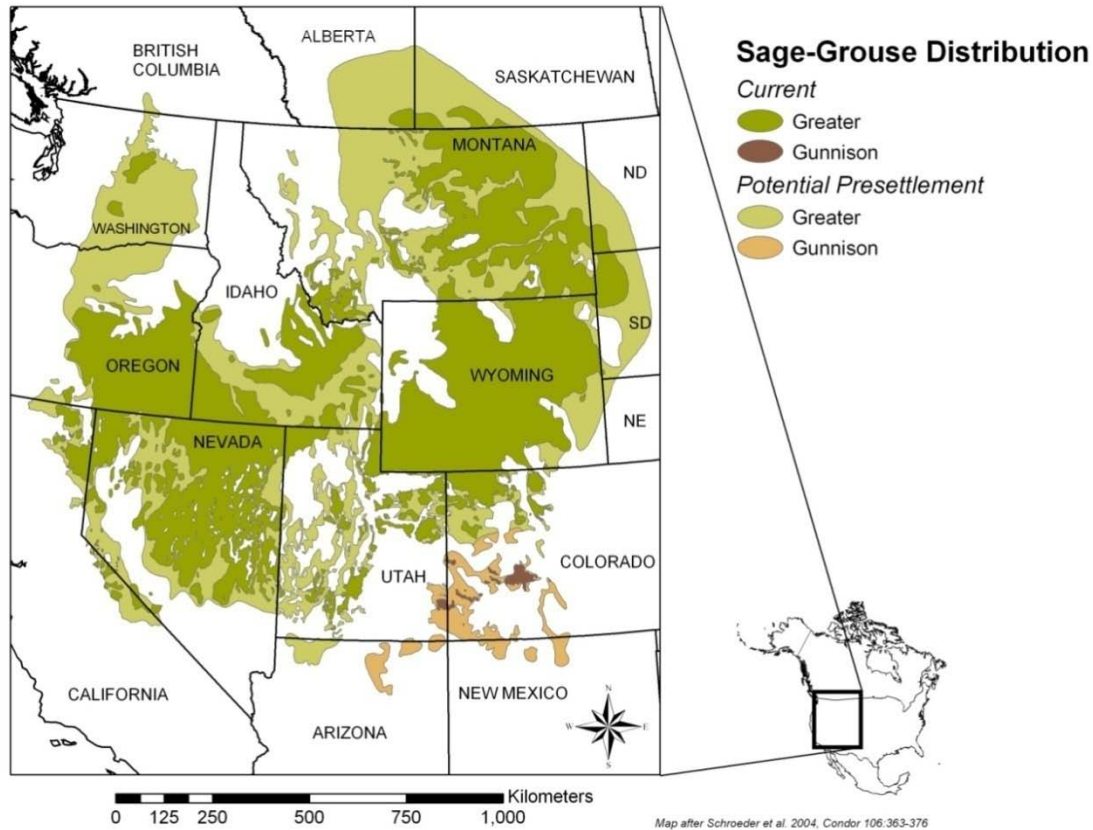 BRITISH
COLUMBIA
ALBERTA
SASKATCHEWAN
MONTANA
ND
WASHINGTON
IDAHO
SD
OREGON
WYOMING
NE
NEVADA
UTAH
COLORADO
CALIFORNIA
ARIZONA
NEW MEXICO
N
W
E
S
Kilometers
0 125 250 500 750 1,000
Sage-Grouse Distribution
Current
Greater
Gunnison
Potential Presettlement
Greater
Gunnison
Map after Schroeder et al. 2004, Condor 106:363-376